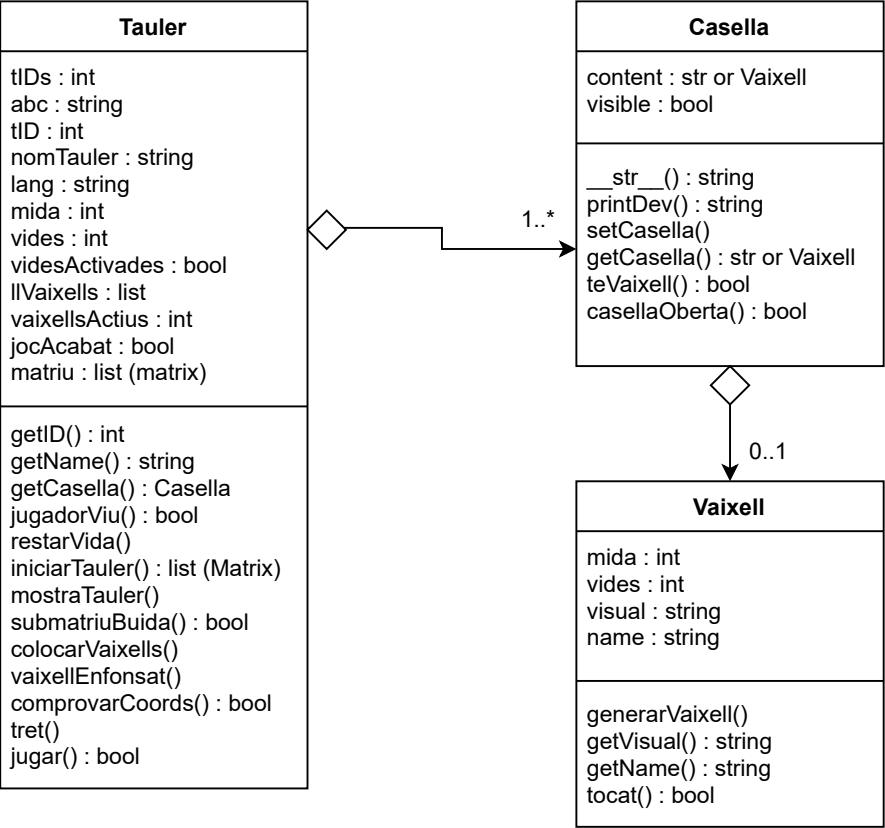 Tauler
tIDs : int
abc : string
tID : int
nomTauler : string
lang : string
mida : int
vides : int
videsActivades : bool
llVaixells : list
vaixellsActius : int
jocAcabat : bool
matriu : list (matrix)
getID() : int
getName() : string
getCasella() : Casella
jugadorViu() : bool
restarVida()
iniciarTauler() : list (Matrix)
mostraTauler()
submatriuBuida() : bool
colocarVaixells()
vaixellEnfonsat()
comprovarCoords() : bool
tret()
jugar() : bool
1..*
Casella
content : str or Vaixell
visible : bool
__str__() : string
printDev() : string
setCasella()
getCasella() : str or Vaixell
teVaixell() : bool
casellaOberta() : bool
0..1
Vaixell
mida : int
vides : int
visual : string
name : string
generarVaixell()
getVisual() : string
getName() : string
tocat() : bool